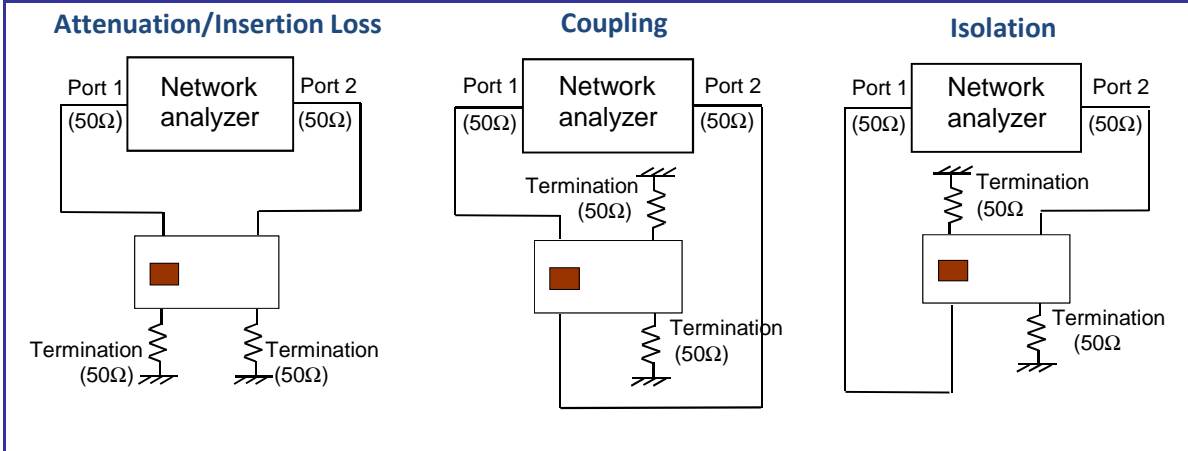 Attenuation/Insertion Loss
Port 1
(50Ω)
Network
analyzer
Port 2
(50Ω)
Termination
(50Ω)
Termination
(50Ω)
Coupling
Port 1
(50Ω)
Network
analyzer
Port 2
(50Ω)
Termination
(50Ω)
Termination
(50Ω)
Isolation
Port 1
(50Ω)
Network
analyzer
Port 2
(50Ω)
Termination
(50Ω
Termination
(50Ω